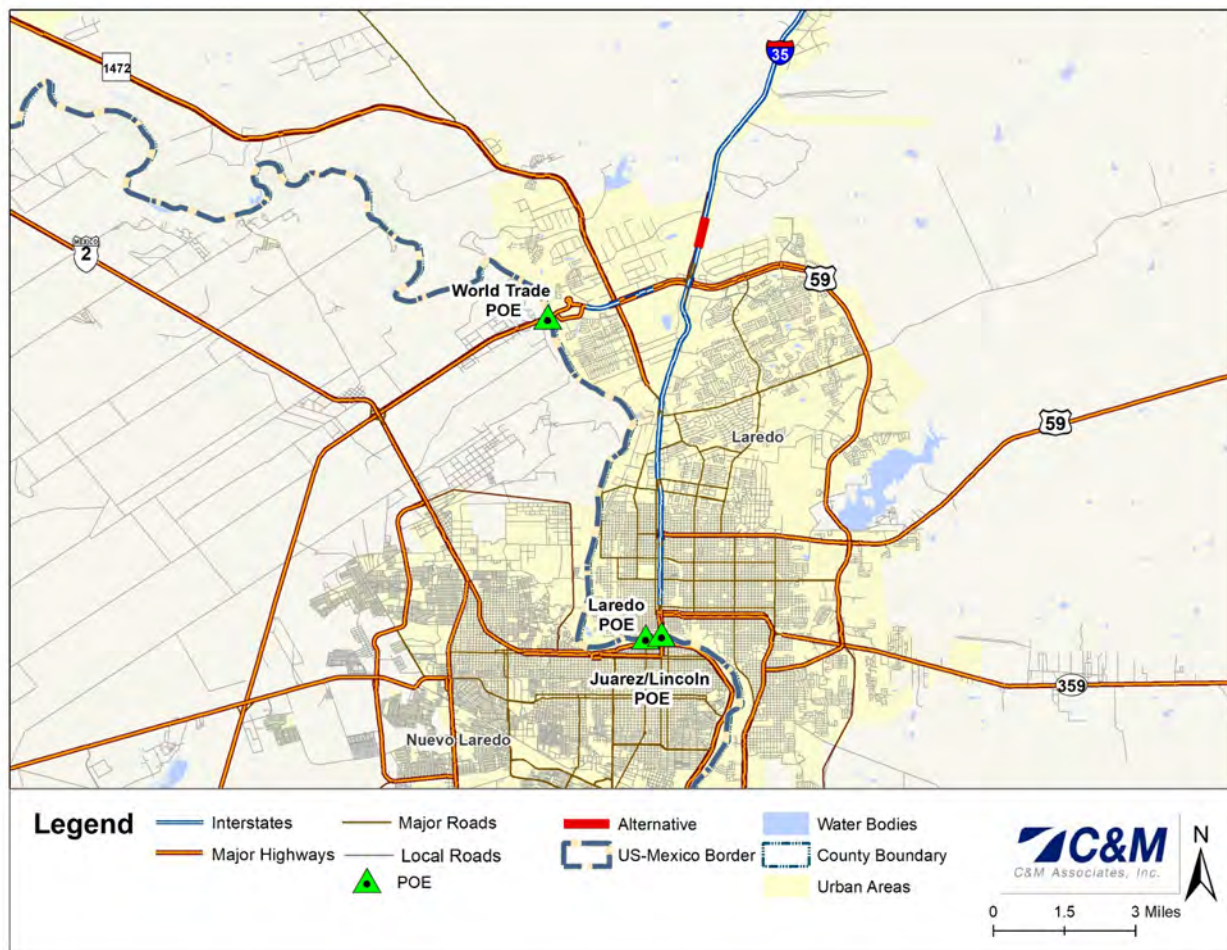 1472
35
MEXICO
2
59
World Trade
POE
59
Laredo
Laredo
POE
Juarez/Lincoln
POE
359
Nuevo Laredo
Legend
Interstates
Major Highways
Major Roads
Local Roads
POE
Alternative
US-Mexico Border
Water Bodies
County Boundary
Urban Areas
C&M
C&M Associates, Inc.
N
0 1.5 3 Miles